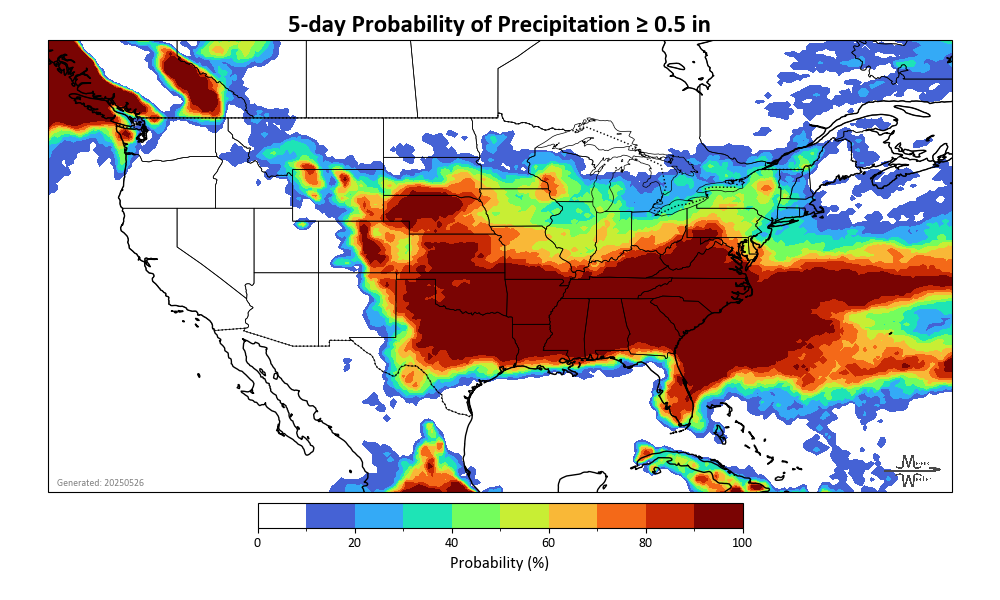 5-day Probability of Precipitation ≥ 0.5 in
Generated: 20250526
0 20 40 60 80 100
Probability (%)